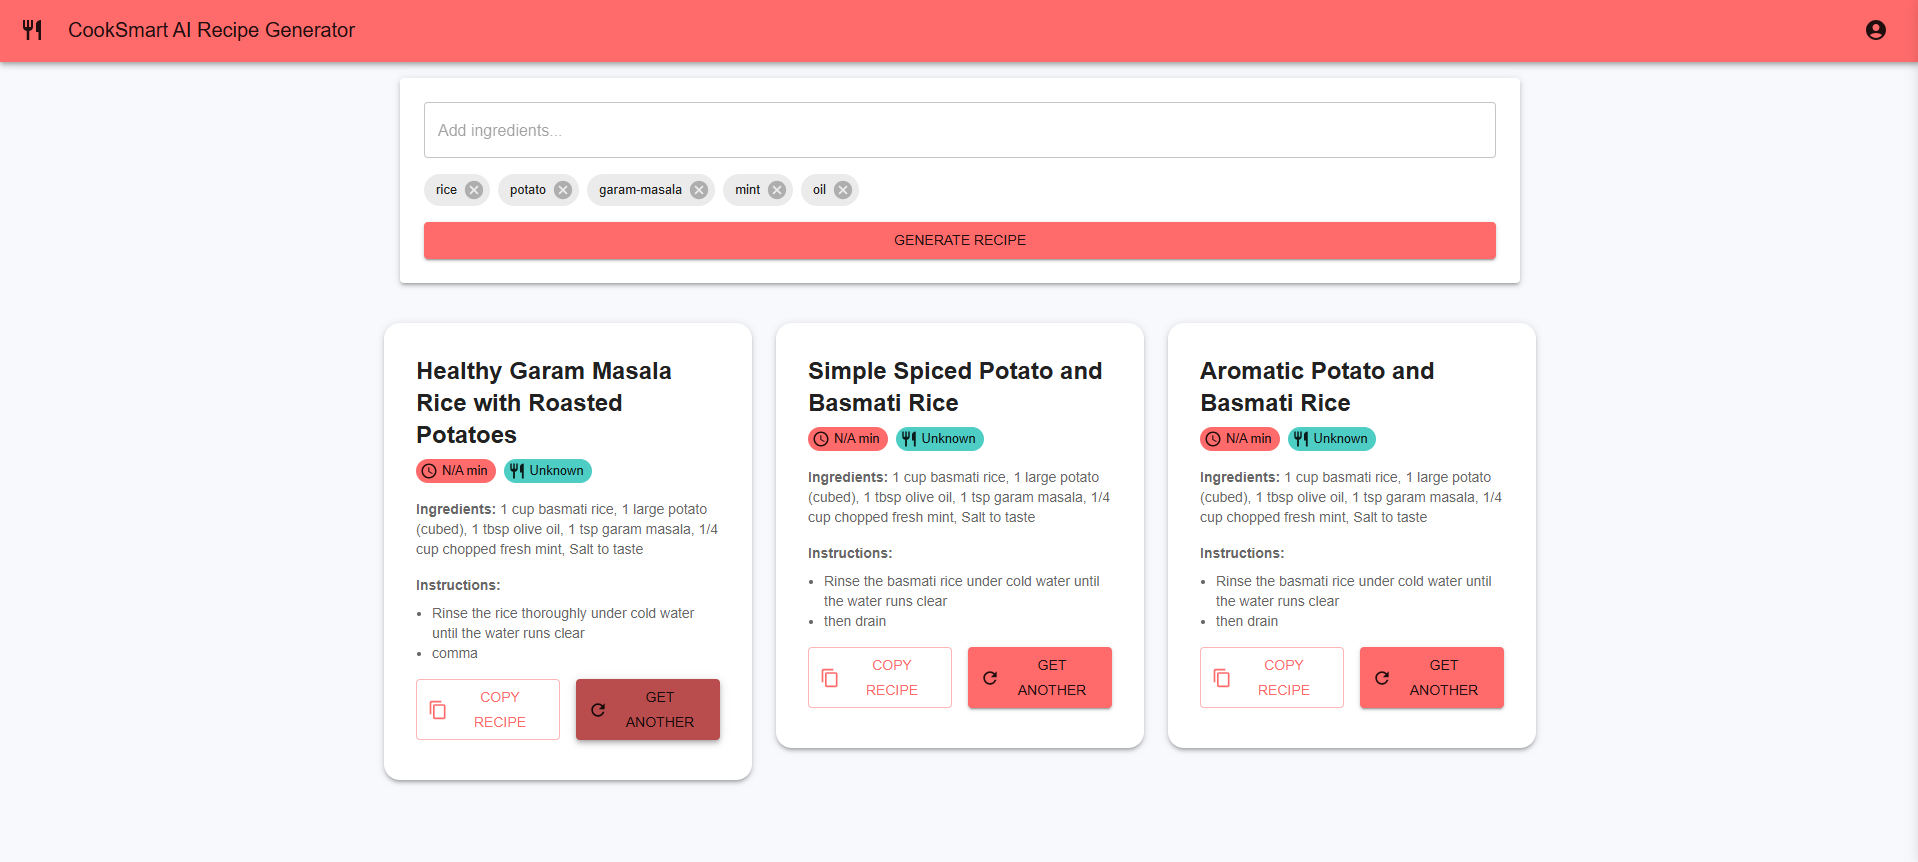 CookSmart AI Recipe Generator
Add ingredients...
rice potato garam-masala mint oil
GENERATE RECIPE
Healthy Garam Masala
Rice with Roasted
Potatoes
N/A min Unknown
Ingredients: 1 cup basmati rice, 1 large potato
(cubed), 1 tbsp olive oil, 1 tsp garam masala, 1/4
cup chopped fresh mint, Salt to taste
Instructions:
• Rinse the rice thoroughly under cold water
until the water runs clear
• comma
COPY
RECIPE
GET
ANOTHER
Simple Spiced Potato and
Basmati Rice
N/A min Unknown
Ingredients: 1 cup basmati rice, 1 large potato
(cubed), 1 tbsp olive oil, 1 tsp garam masala, 1/4
cup chopped fresh mint, Salt to taste
Instructions:
• Rinse the basmati rice under cold water until
the water runs clear
• then drain
COPY
RECIPE
GET
ANOTHER
Aromatic Potato and
Basmati Rice
N/A min Unknown
Ingredients: 1 cup basmati rice, 1 large potato
(cubed), 1 tbsp olive oil, 1 tsp garam masala, 1/4
cup chopped fresh mint, Salt to taste
Instructions:
• Rinse the basmati rice under cold water until
the water runs clear
• then drain
COPY
RECIPE
GET
ANOTHER